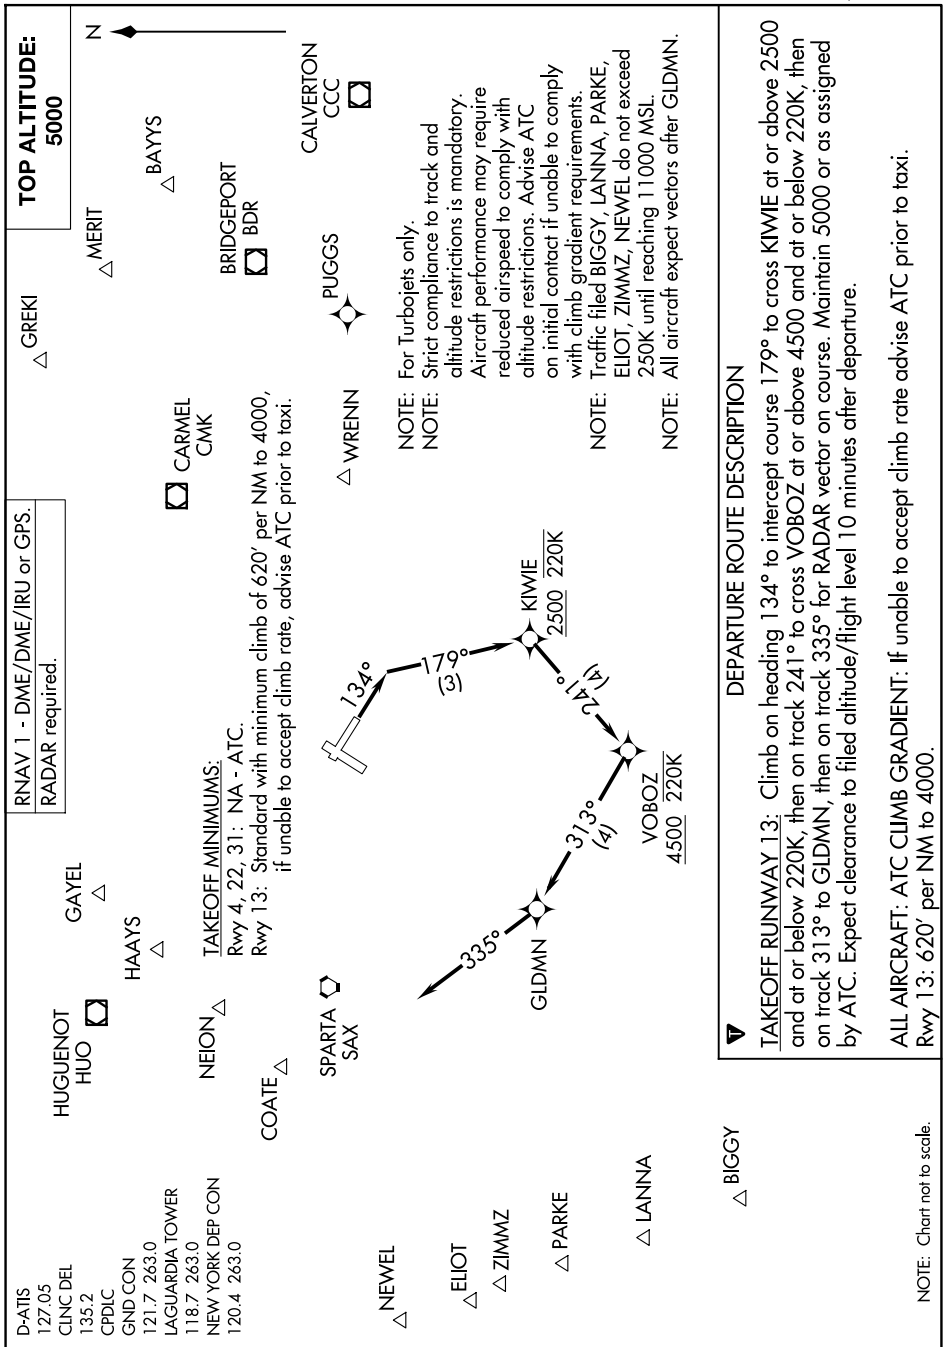 D-ATIS
127.05
CLNC DEL
135.2
CPDLC
GND CON
121.7 263.0
LAGUARDIA TOWER
118.7 263.0
NEW YORK DEP CON
120.4 263.0
RNAV 1 - DME/DME/IRU or GPS.
RADAR required.
TOP ALTITUDE:
5000
N
HUGUENOT
HUO
GAYEL
HAAYS
NEION
COATE
SPARTA
SAX
GREKI
MERIT
BAYYS
CARMEL
CMK
BRIDGEPORT
BDR
CALVERTON
CCC
PUGGS
WRENN
TAKEOFF MINIMUMS:
Rwy 4, 22, 31: NA - ATC.
Rwy 13: Standard with minimum climb of 620' per NM to 4000,
if unable to accept climb rate, advise ATC prior to taxi.
134°
179°
(3)
KIWIE
2500 220K
241°
(4)
VOBOZ
4500 220K
313°
(4)
GLDMN
335°
NEWEL
ELIOT
ZIMMZ
PARKE
LANNA
BIGGY
NOTE: For Turbojets only.
NOTE: Strict compliance to track and
altitude restrictions is mandatory.
Aircraft performance may require
reduced airspeed to comply with
altitude restrictions. Advise ATC
on initial contact if unable to comply
with climb gradient requirements.
NOTE: Traffic filed BIGGY, LANNA, PARKE,
ELIOT, ZIMMZ, NEWEL do not exceed
250K until reaching 11000 MSL.
NOTE: All aircraft expect vectors after GLDMN.
T
DEPARTURE ROUTE DESCRIPTION
TAKEOFF RUNWAY 13: Climb on heading 134° to intercept course 179° to cross KIWIE at or above 2500
and at or below 220K, then on track 241° to cross VOBOZ at or above 4500 and at or below 220K, then
on track 313° to GLDMN, then on track 335° for RADAR vector on course. Maintain 5000 or as assigned
by ATC. Expect clearance to filed altitude/flight level 10 minutes after departure.
ALL AIRCRAFT: ATC CLIMB GRADIENT: If unable to accept climb rate advise ATC prior to taxi.
Rwy 13: 620' per NM to 4000.
NOTE: Chart not to scale.